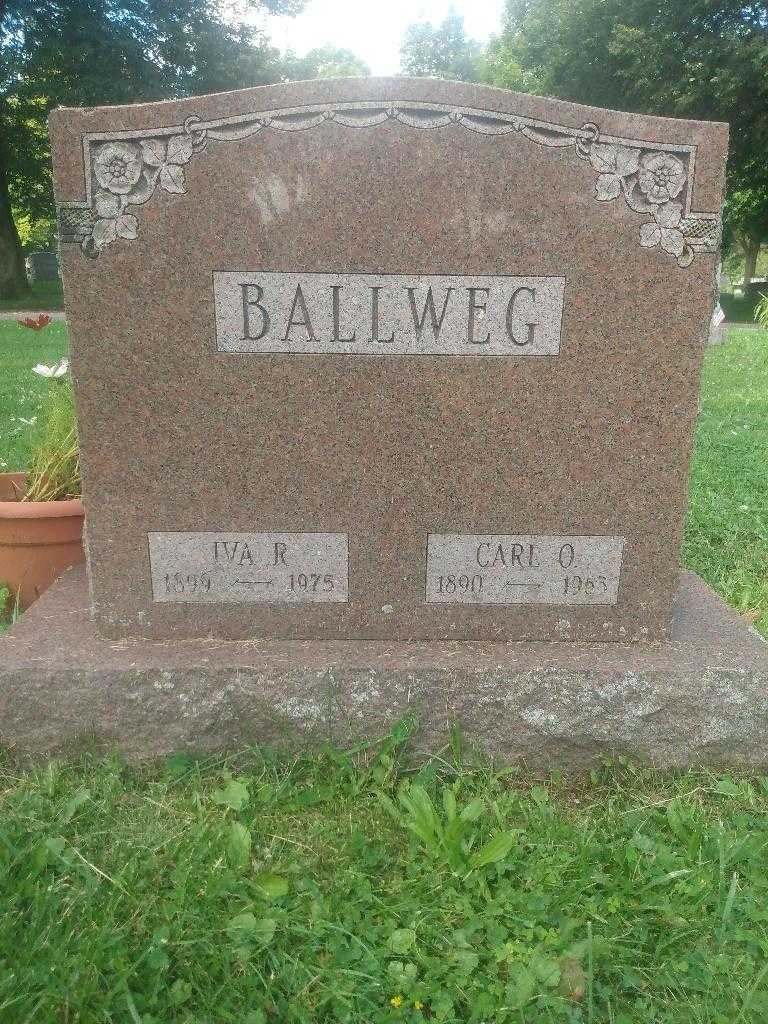 BALLWEG
IVA R.
1899 — 1975
CARL O.
1890 — 1963